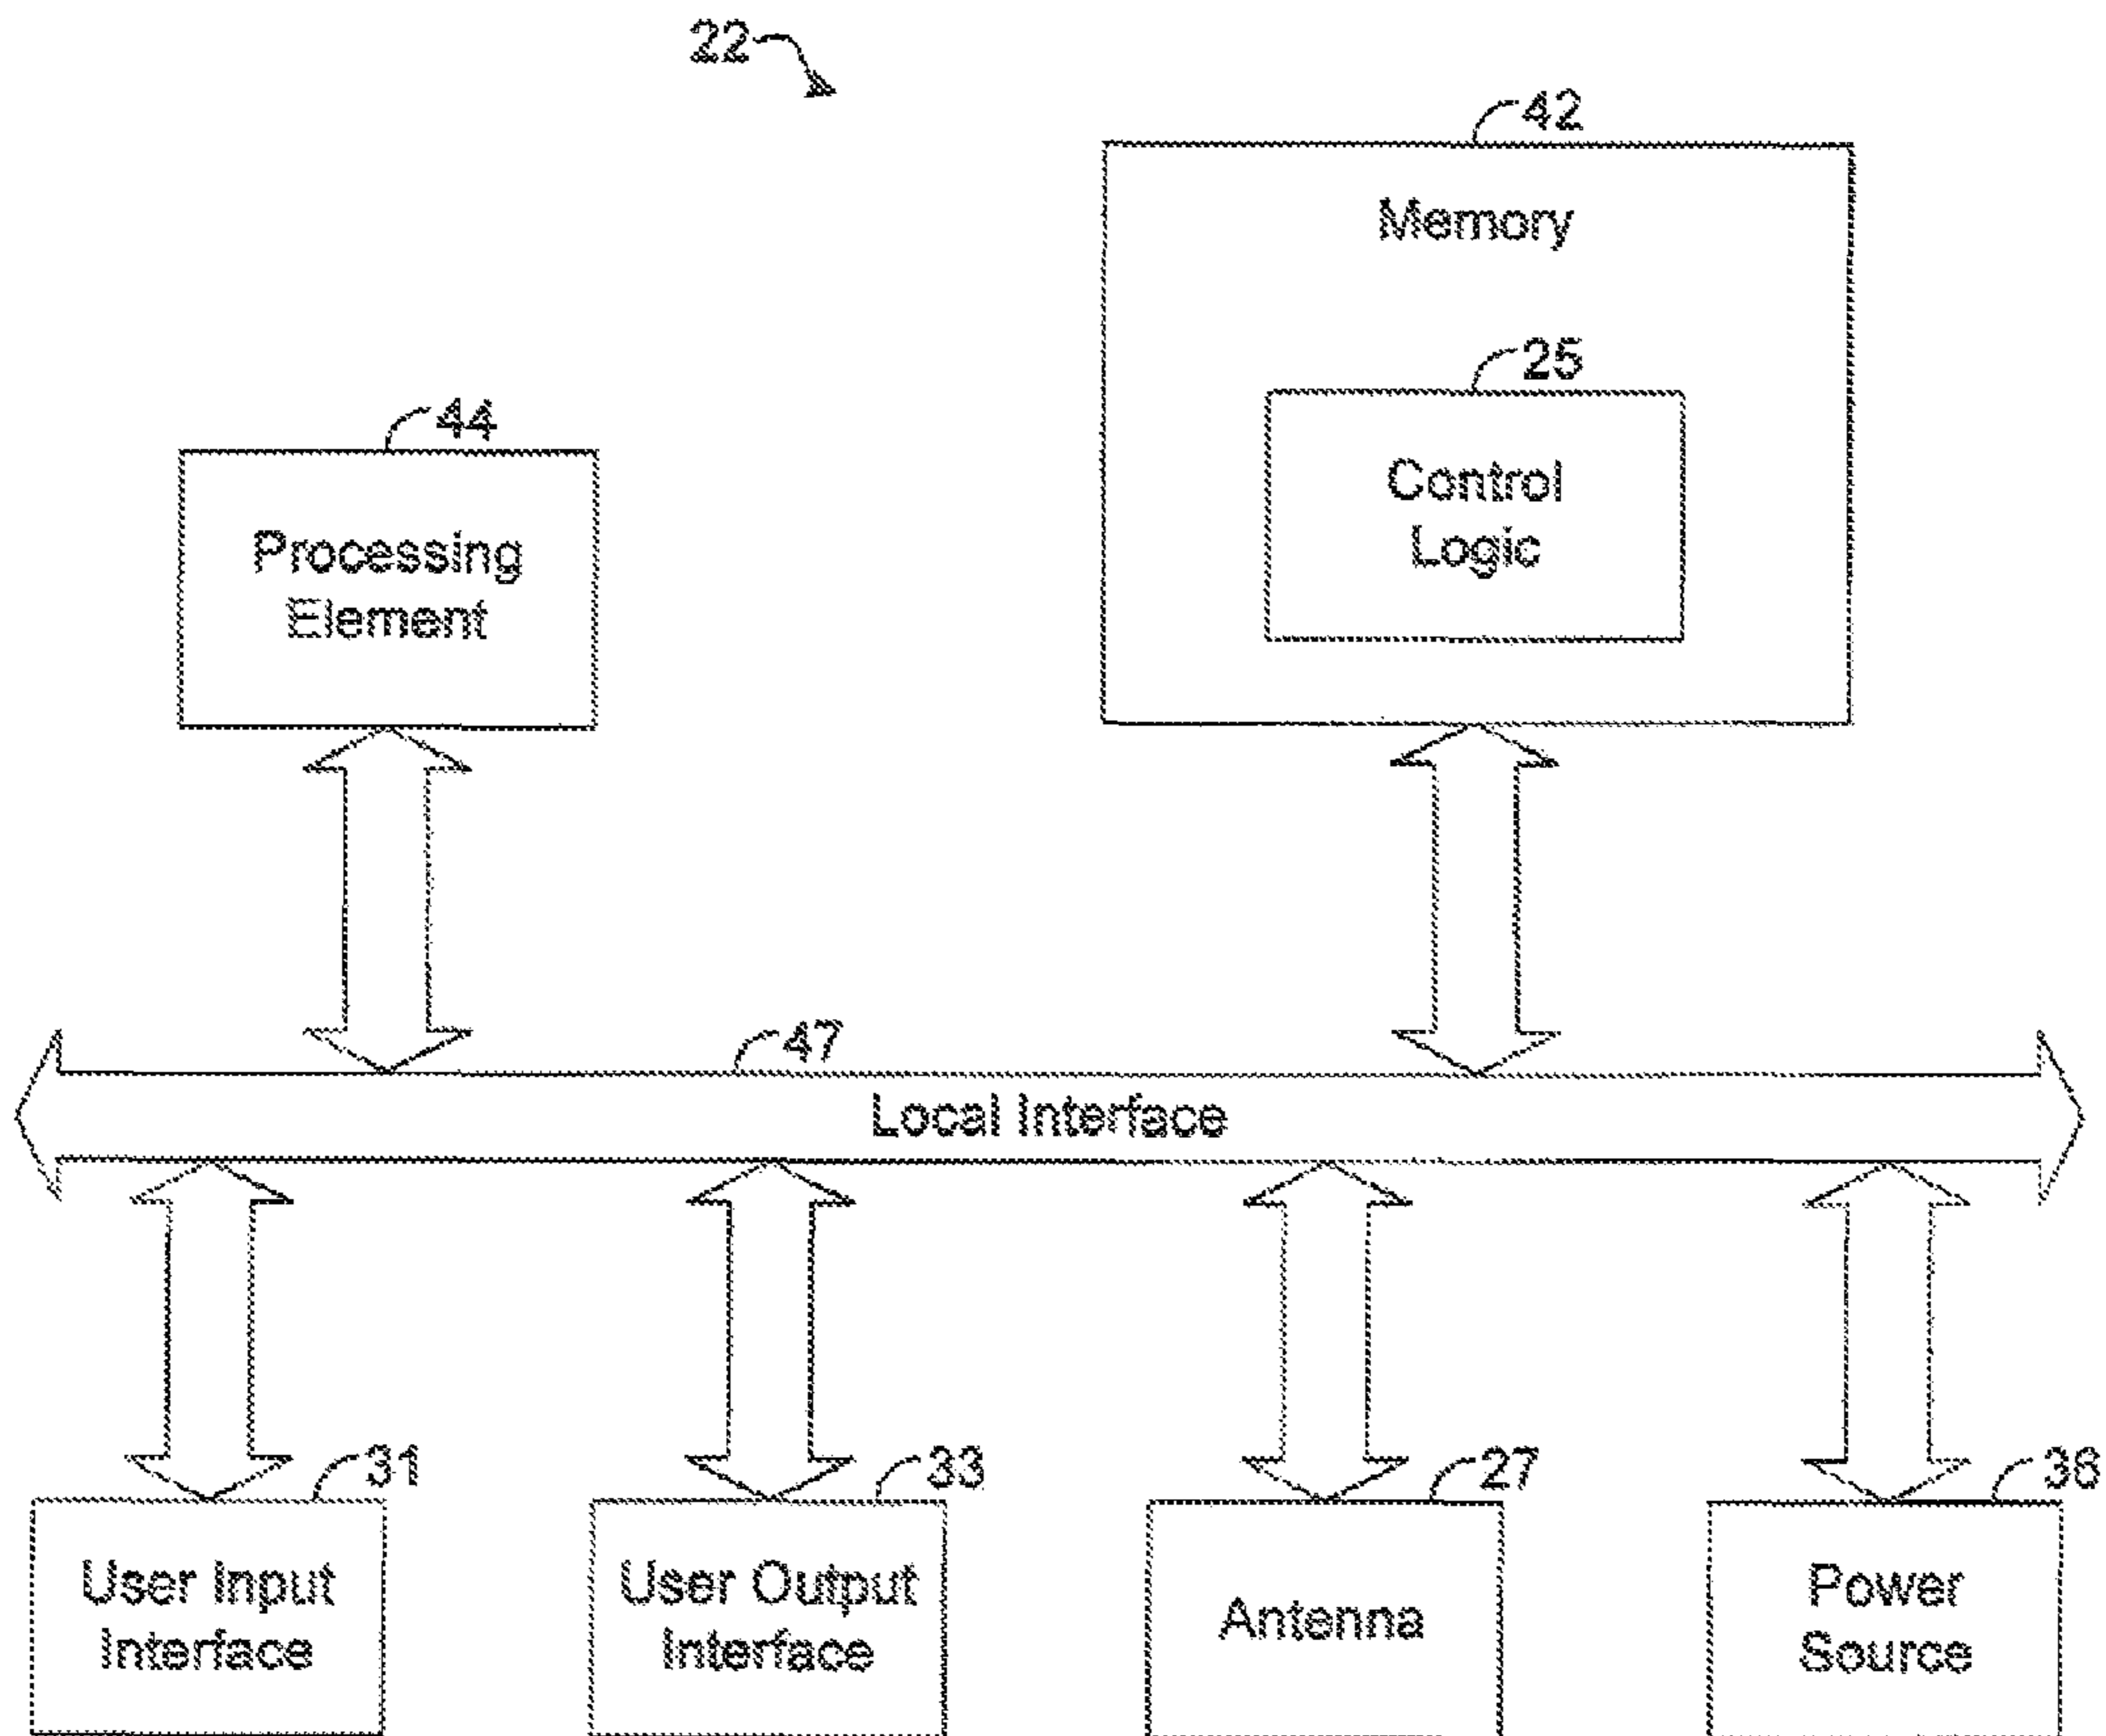 22
42
Memory
25
Control
Logic
44
Processing
Element
47
Local Interface
31
User Input
Interface
33
User Output
Interface
27
Antenna
36
Power
Source